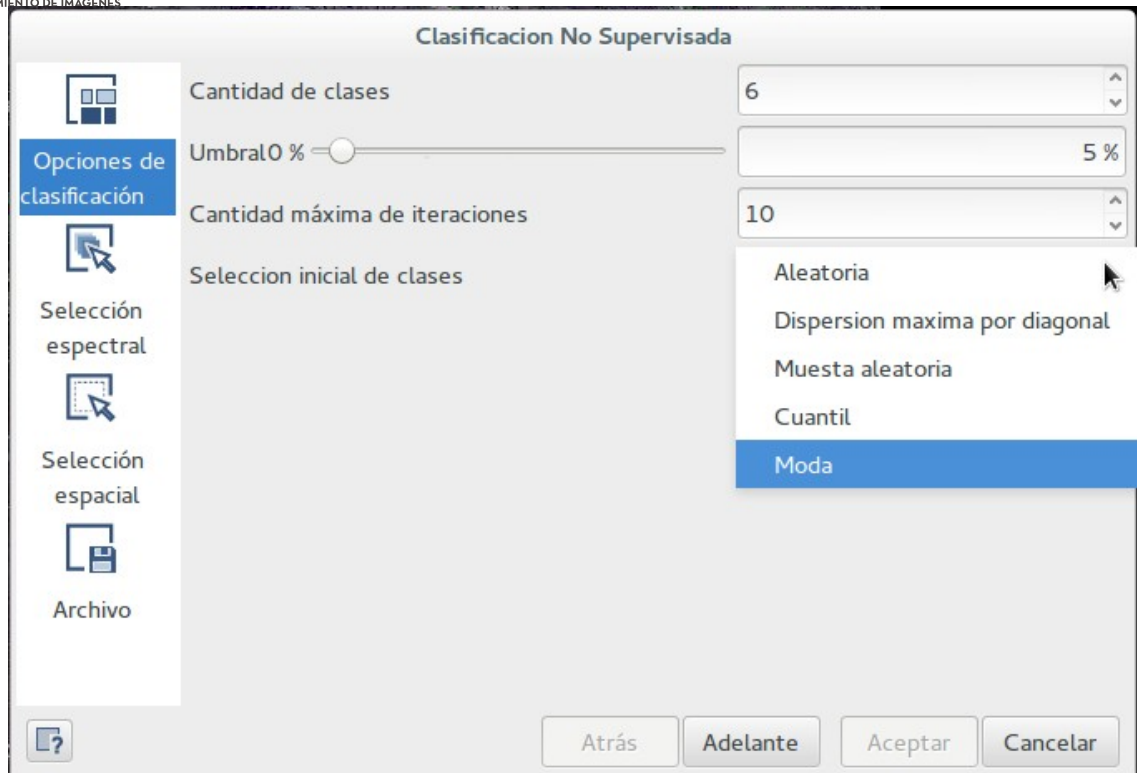 MIENTO DE IMÁGENES
Clasificacion No Supervisada
Opciones de
clasificación
Selección
espectral
Selección
espacial
Archivo
Cantidad de clases
6
Umbral0 %
5 %
Cantidad máxima de iteraciones
10
Seleccion inicial de clases
Aleatoria
Dispersion maxima por diagonal
Muesta aleatoria
Cuantil
Moda
?
Atrás
Adelante
Aceptar
Cancelar